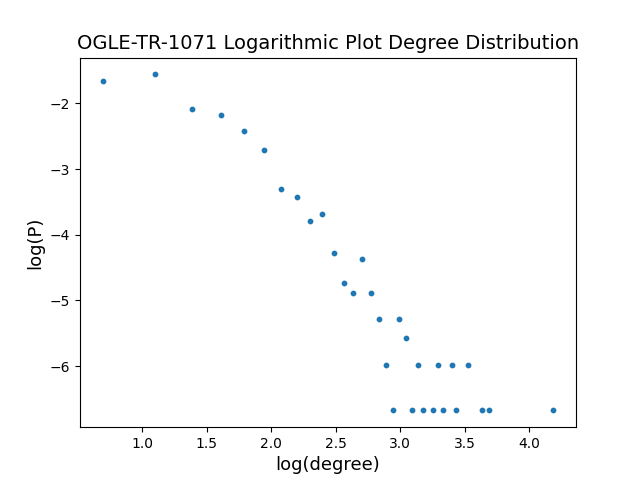 OGLE-TR-1071 Logarithmic Plot Degree Distribution
log(P)
−2
−3
−4
−5
−6
1.0 1.5 2.0 2.5 3.0 3.5 4.0
log(degree)